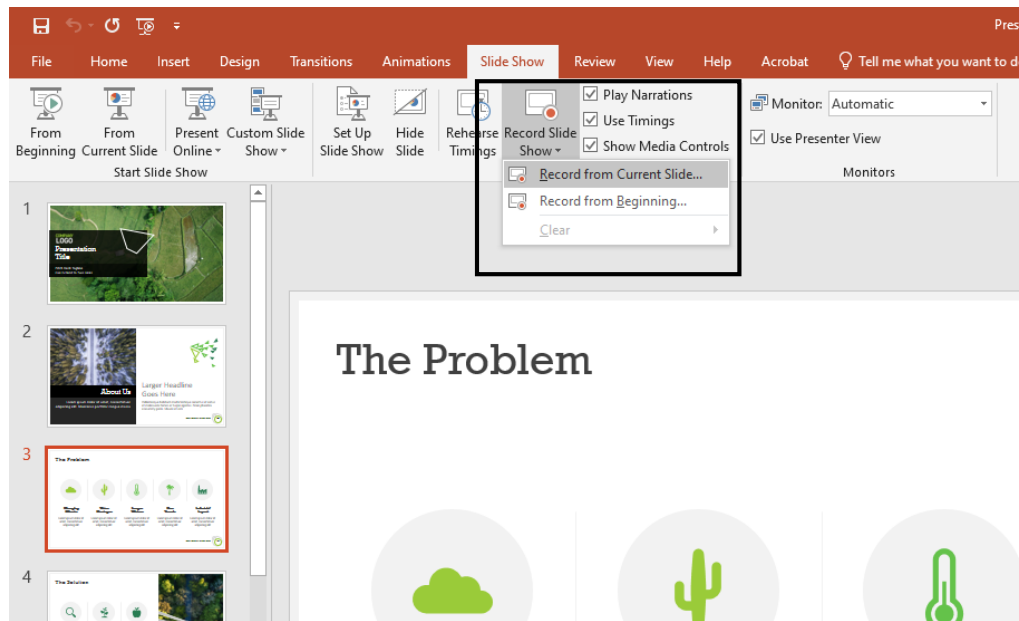 Pres
File Home Insert Design Transitions Animations Slide Show Review View Help Acrobat Tell me what you want to d
From Beginning
From Current Slide
Present Online
Custom Slide Show
Set Up Slide Show
Hide Slide
Rehearse Timings
Record Slide Show
Play Narrations
Use Timings
Show Media Controls
Monitor: Automatic
Use Presenter View
Start Slide Show
Monitors
Record from Current Slide...
Record from Beginning...
Clear
1
COMPANY
LOGO
Presentation
Title
2
About Us
Larger Headline
Goes Here
3
The Problem
4
The Solution
The Problem